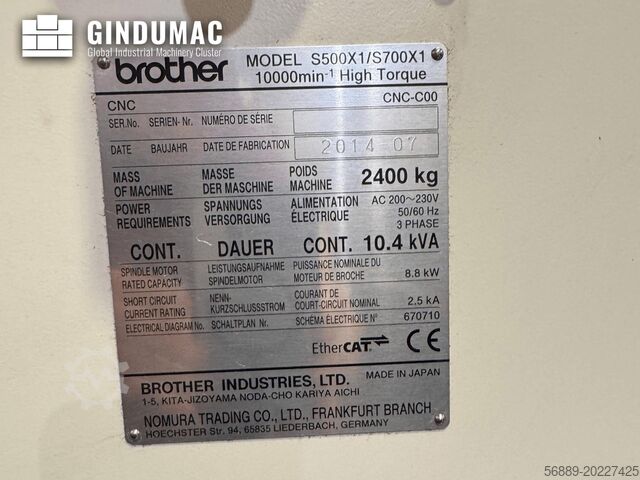 GINDUMAC
Global Industrial Machinery Cluster
brother MODEL S500X1/S700X1
10000min-1 High Torque
CNC CNC-C00
SER.No. SERIEN-Nr. NUMÉRO DE SÉRIE
DATE BAUJAHR DATE DE FABRICATION 2014-07
MASS MASSE POIDS 2400 kg
OF MACHINE DER MASCHINE MACHINE
POWER SPANNUNGS ALIMENTATION AC 200~230V
REQUIREMENTS VERSORGUNG ÉLECTRIQUE 50/60 Hz
3 PHASE
CONT. DAUER CONT. 10.4 kVA
SPINDLE MOTOR LEISTUNGSAUFNAHME PUISSANCE NOMINALE DU
RATED CAPACITY SPINDELMOTOR MOTEUR DE BROCHE 8.8 kW
SHORT CIRCUIT NENN- COURANT DE
CURRENT RATING KURZSCHLUSSSTROM COURT-CIRCUIT NOMINAL 2.5 kA
ELECTRICAL DIAGRAM No. SCHALTPLAN Nr. SCHÉMA ÉLECTRIQUE N° 670710
EtherCAT CE
BROTHER INDUSTRIES, LTD. MADE IN JAPAN
1-5, KITA-JIZOYAMA NODA-CHO KARIYA AICHI
NOMURA TRADING CO., LTD., FRANKFURT BRANCH
HOECHSTER Str. 94, 65835 LIEDERBACH, GERMANY
56889-20227425